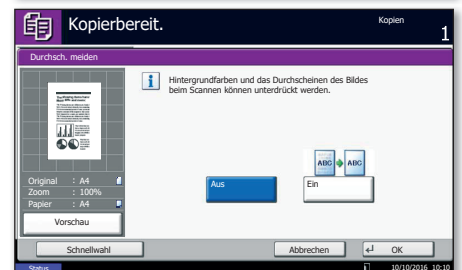 Kopierbereit.
Kopien
1
Durchsch. meiden
Hintergrundfarben und das Durchscheinen des Bildes
beim Scannen können unterdrückt werden.
ABC ABC
Aus
Ein
Original : A4
Zoom : 100%
Papier : A4
Vorschau
Schnellwahl
Abbrechen
OK
Status
10/10/2016 10:10